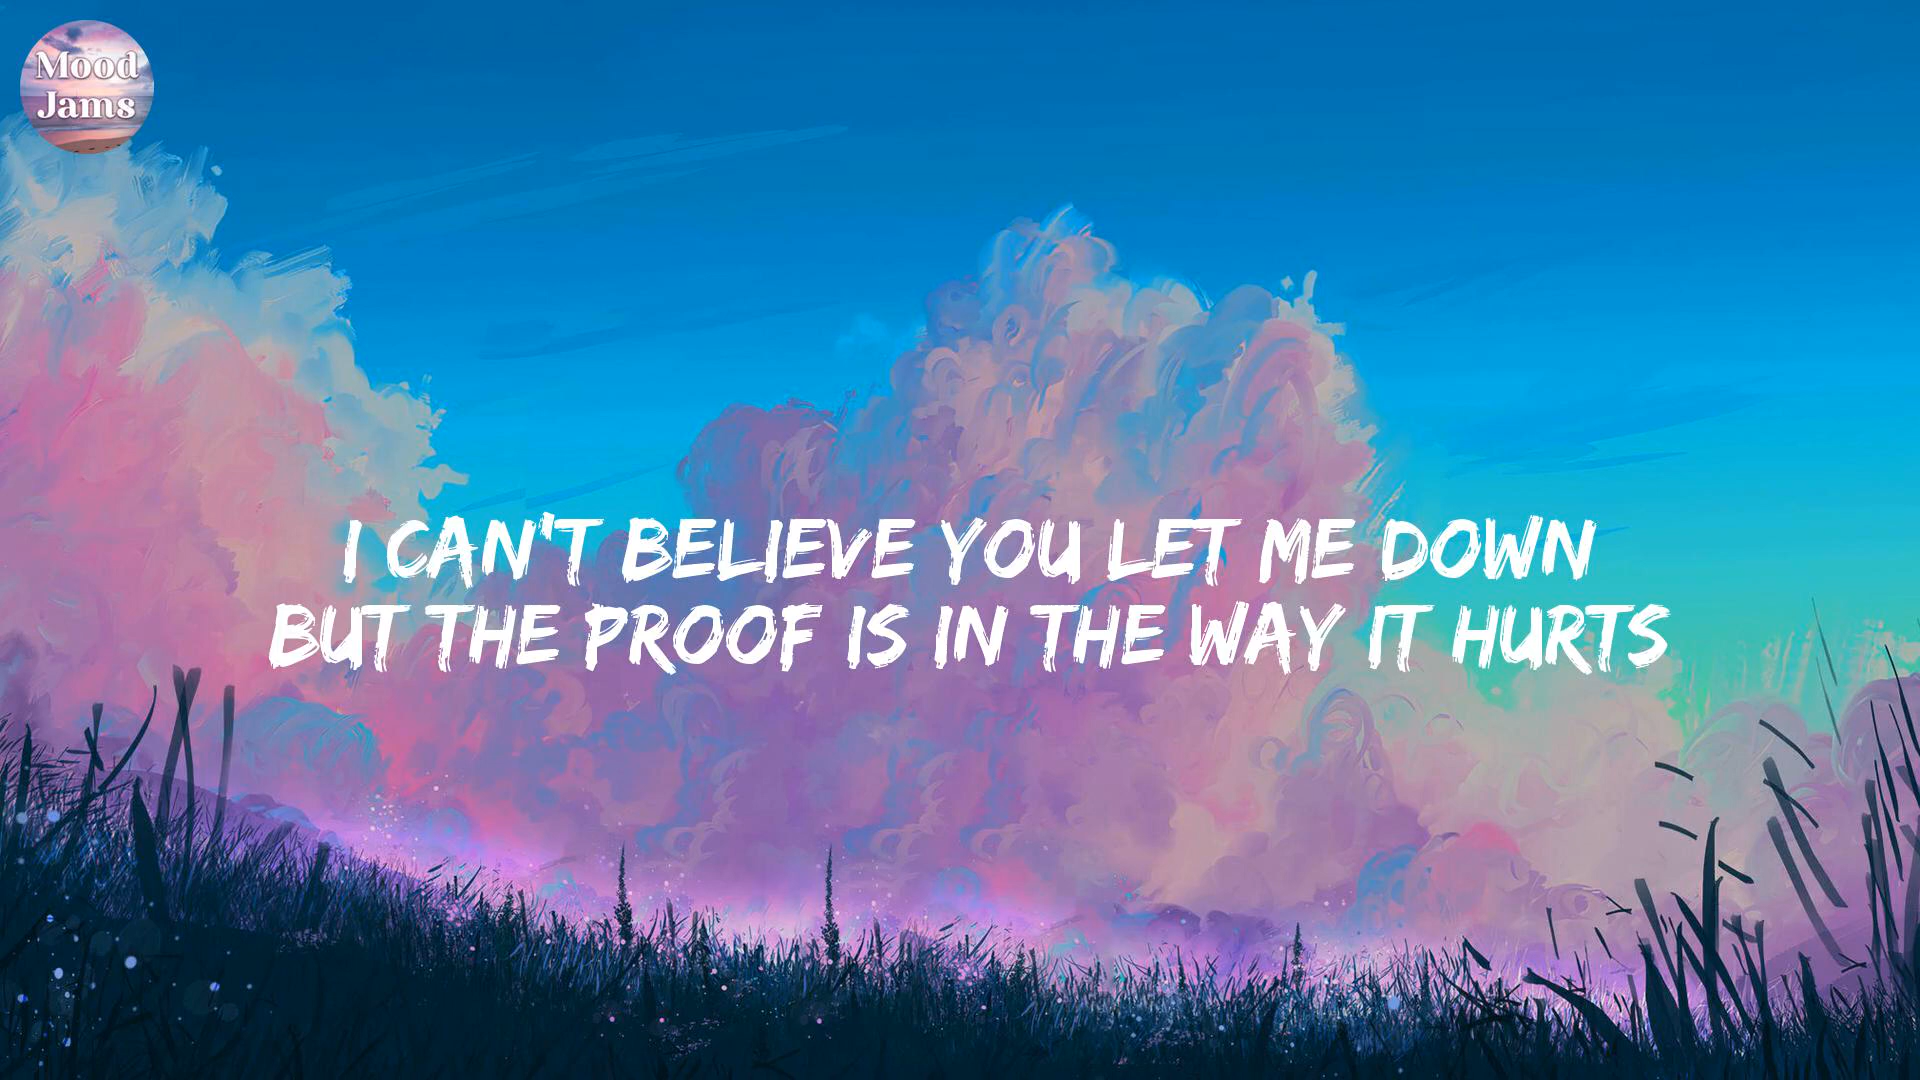 Mood
Jams
I CAN'T BELIEVE YOU LET ME DOWN
BUT THE PROOF IS IN THE WAY IT HURTS